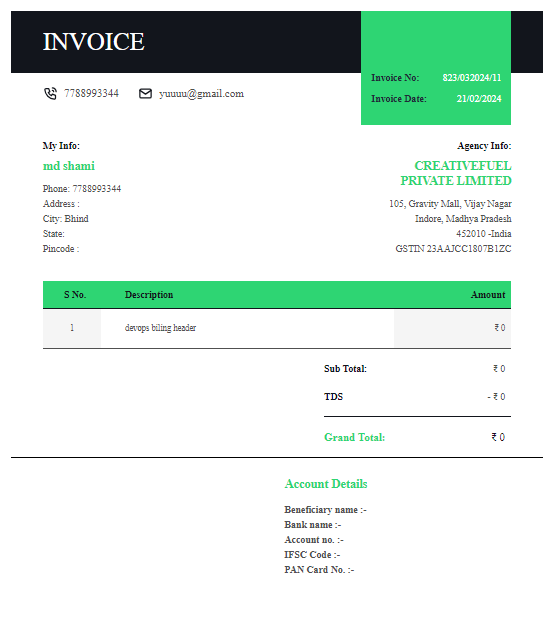 INVOICE
Invoice No: 823/032024/11
7788993344 yuuuu@gmail.com
Invoice Date: 21/02/2024
My Info:
md shami
Phone: 7788993344
Address :
City: Bhind
State:
Pincode :
Agency Info:
CREATIVEFUEL
PRIVATE LIMITED
105, Gravity Mall, Vijay Nagar
Indore, Madhya Pradesh
452010 -India
GSTIN 23AAJCC1807B1ZC
S No. Description Amount
1 devops biling header ₹ 0
Sub Total: ₹ 0
TDS - ₹ 0
Grand Total: ₹ 0
Account Details
Beneficiary name :-
Bank name :-
Account no. :-
IFSC Code :-
PAN Card No. :-